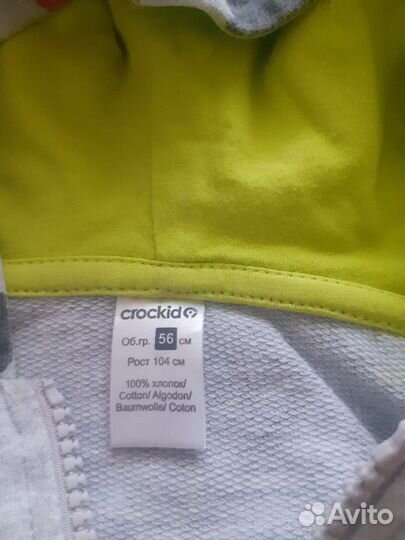 crockid
Об.гр. 56 см
Рост 104 см
100% хлопок/
Cotton/ Algodon/
Baumwolle/ Coton
Avito